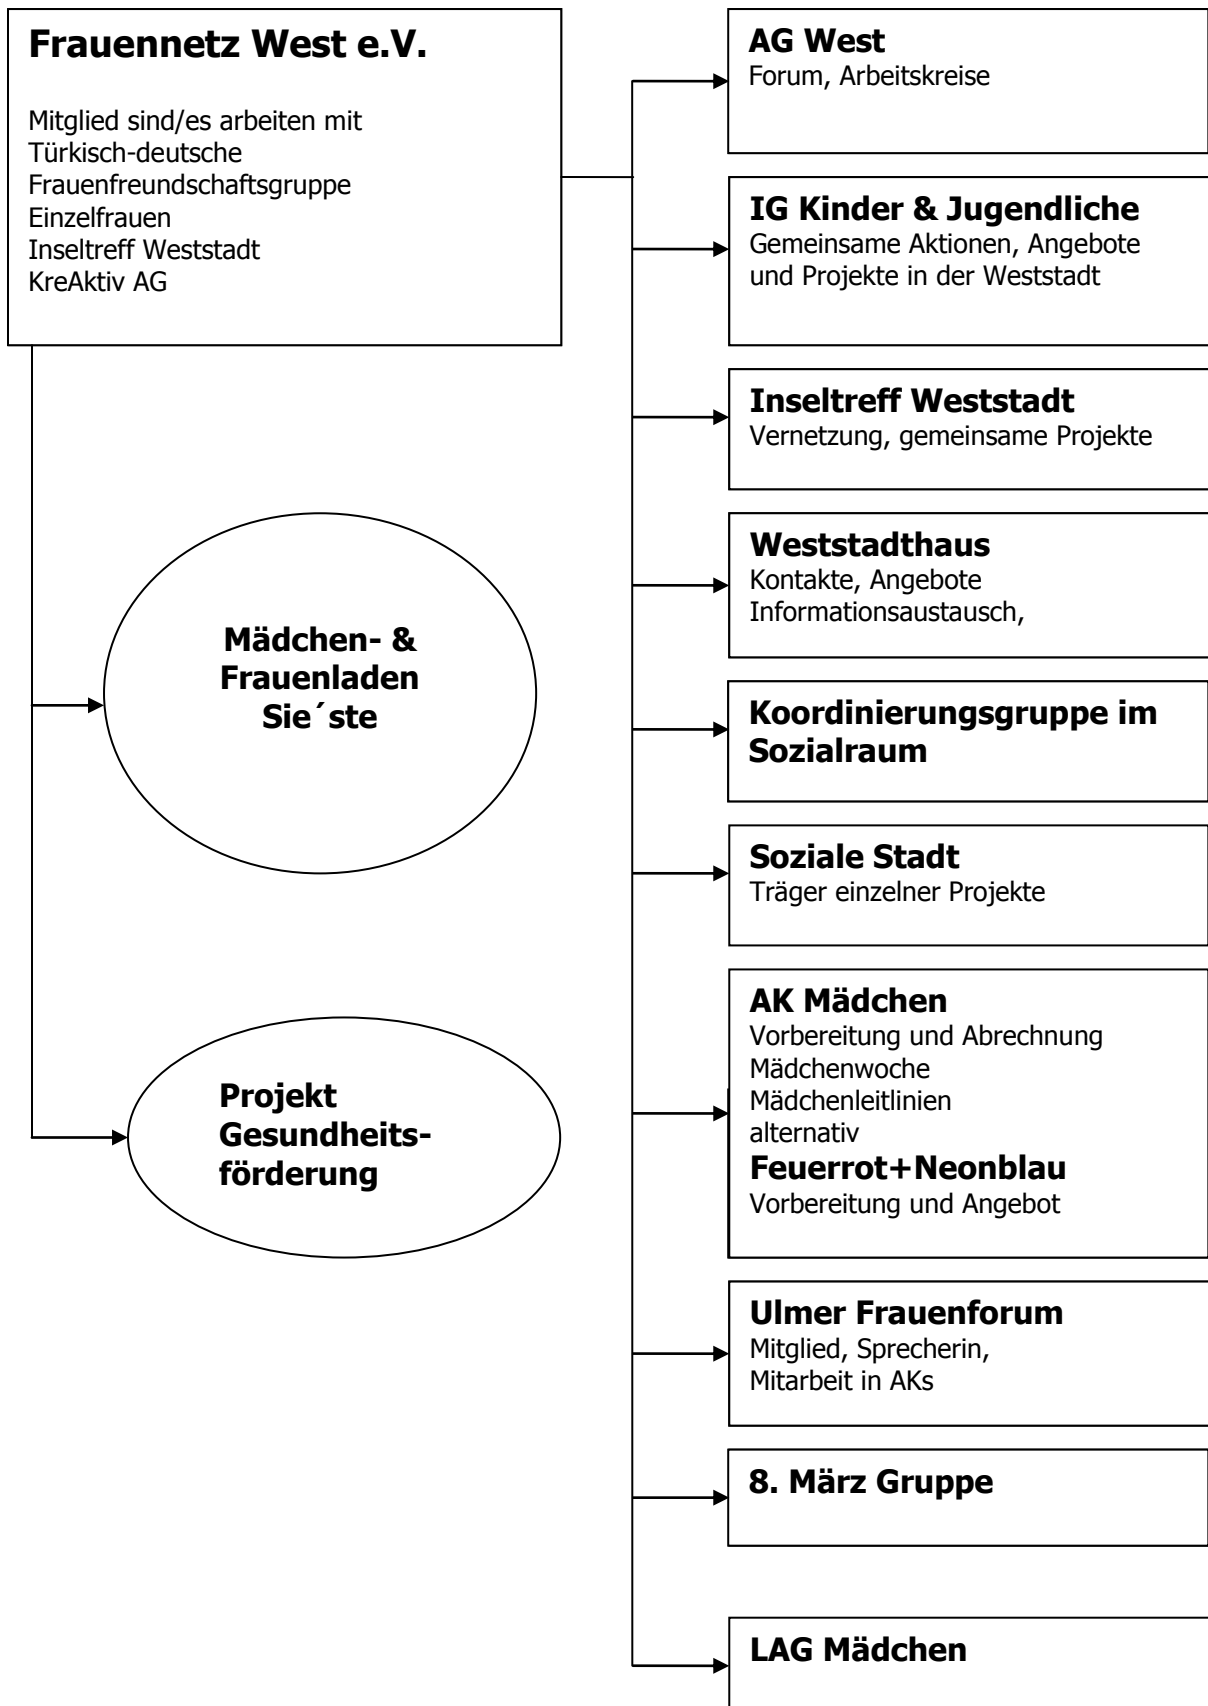 Frauennetz West e.V.
Mitglied sind/es arbeiten mit
Türkisch-deutsche
Frauenfreundschaftsgruppe
Einzelfrauen
Inseltreff Weststadt
KreAktiv AG
Mädchen- &
Frauenladen
Sie´ste
Projekt
Gesundheits-
förderung
AG West
Forum, Arbeitskreise
IG Kinder & Jugendliche
Gemeinsame Aktionen, Angebote
und Projekte in der Weststadt
Inseltreff Weststadt
Vernetzung, gemeinsame Projekte
Weststadthaus
Kontakte, Angebote
Informationsaustausch,
Koordinierungsgruppe im
Sozialraum
Soziale Stadt
Träger einzelner Projekte
AK Mädchen
Vorbereitung und Abrechnung
Mädchenwoche
Mädchenleitlinien
alternativ
Feuerrot+Neonblau
Vorbereitung und Angebot
Ulmer Frauenforum
Mitglied, Sprecherin,
Mitarbeit in AKs
8. März Gruppe
LAG Mädchen